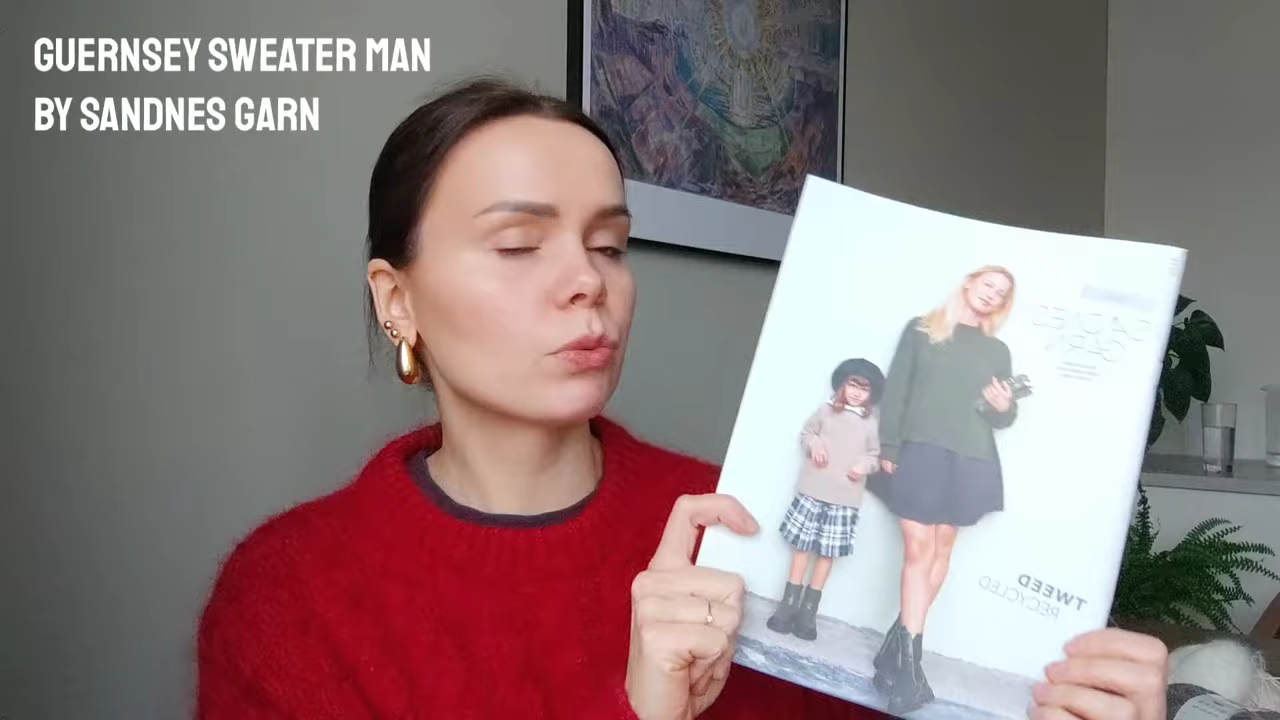 GUERNSEY SWEATER MAN
BY SANDNES GARN
SANDNES
GARN
TWEED
RECYCLED